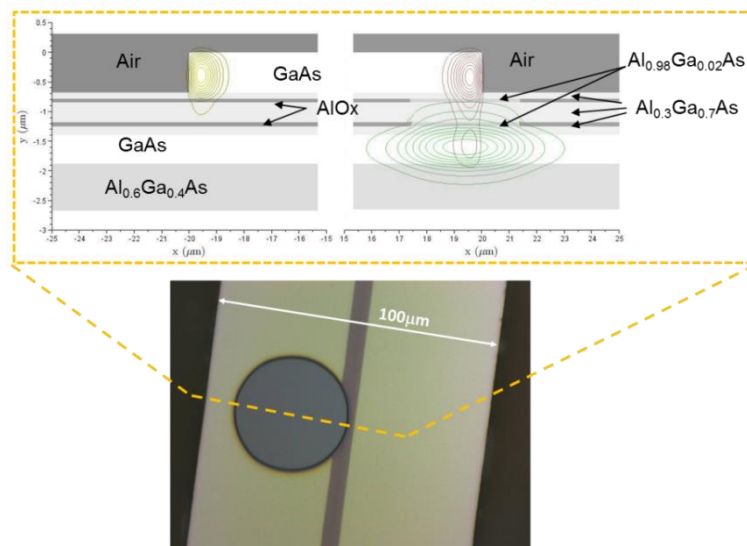 0.5
0
-0.5
-1
-1.5
-2
-2.5
-3
y (μm)
Air
GaAs
AlOx
GaAs
Al0.6Ga0.4As
Air
Al0.98Ga0.02As
Al0.3Ga0.7As
-25 -24 -23 -22 -21 -20 -19 -18 -17 -16 -15
x (μm)
15 16 17 18 19 20 21 22 23 24 25
x (μm)
100μm